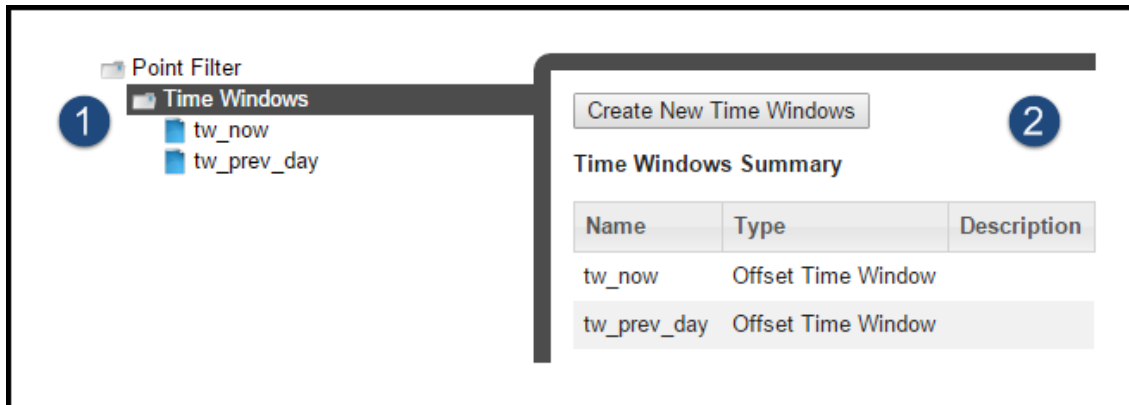 Point Filter
Time Windows
1
tw_now
tw_prev_day
Create New Time Windows
2
Time Windows Summary
Name Type Description
tw_now Offset Time Window
tw_prev_day Offset Time Window